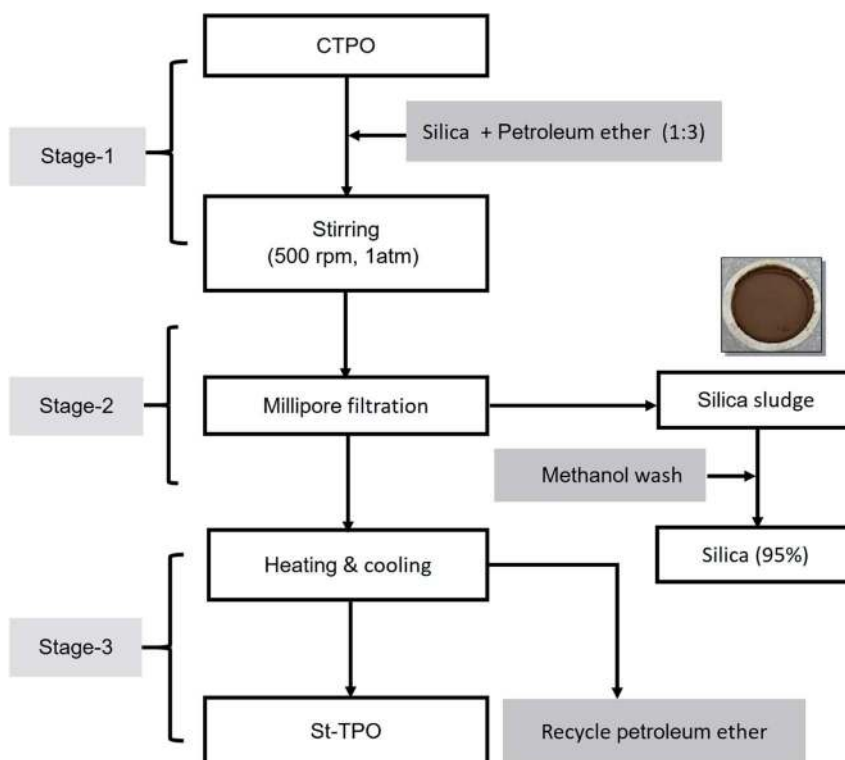 CTPO
Silica + Petroleum ether (1:3)
Stage-1
Stirring
(500 rpm, 1atm)
Stage-2
Millipore filtration
Silica sludge
Methanol wash
Heating & cooling
Silica (95%)
Stage-3
St-TPO
Recycle petroleum ether